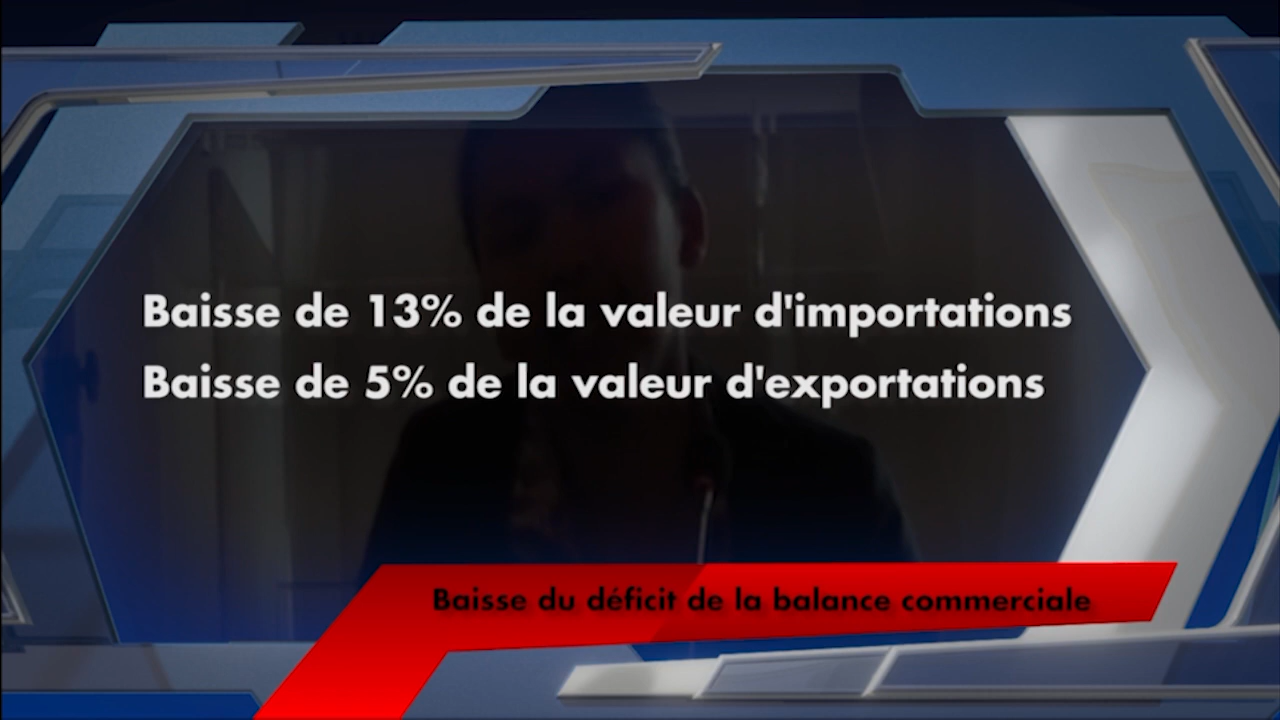 Baisse de 13% de la valeur d'importations
Baisse de 5% de la valeur d'exportations
Baisse du déficit de la balance commerciale